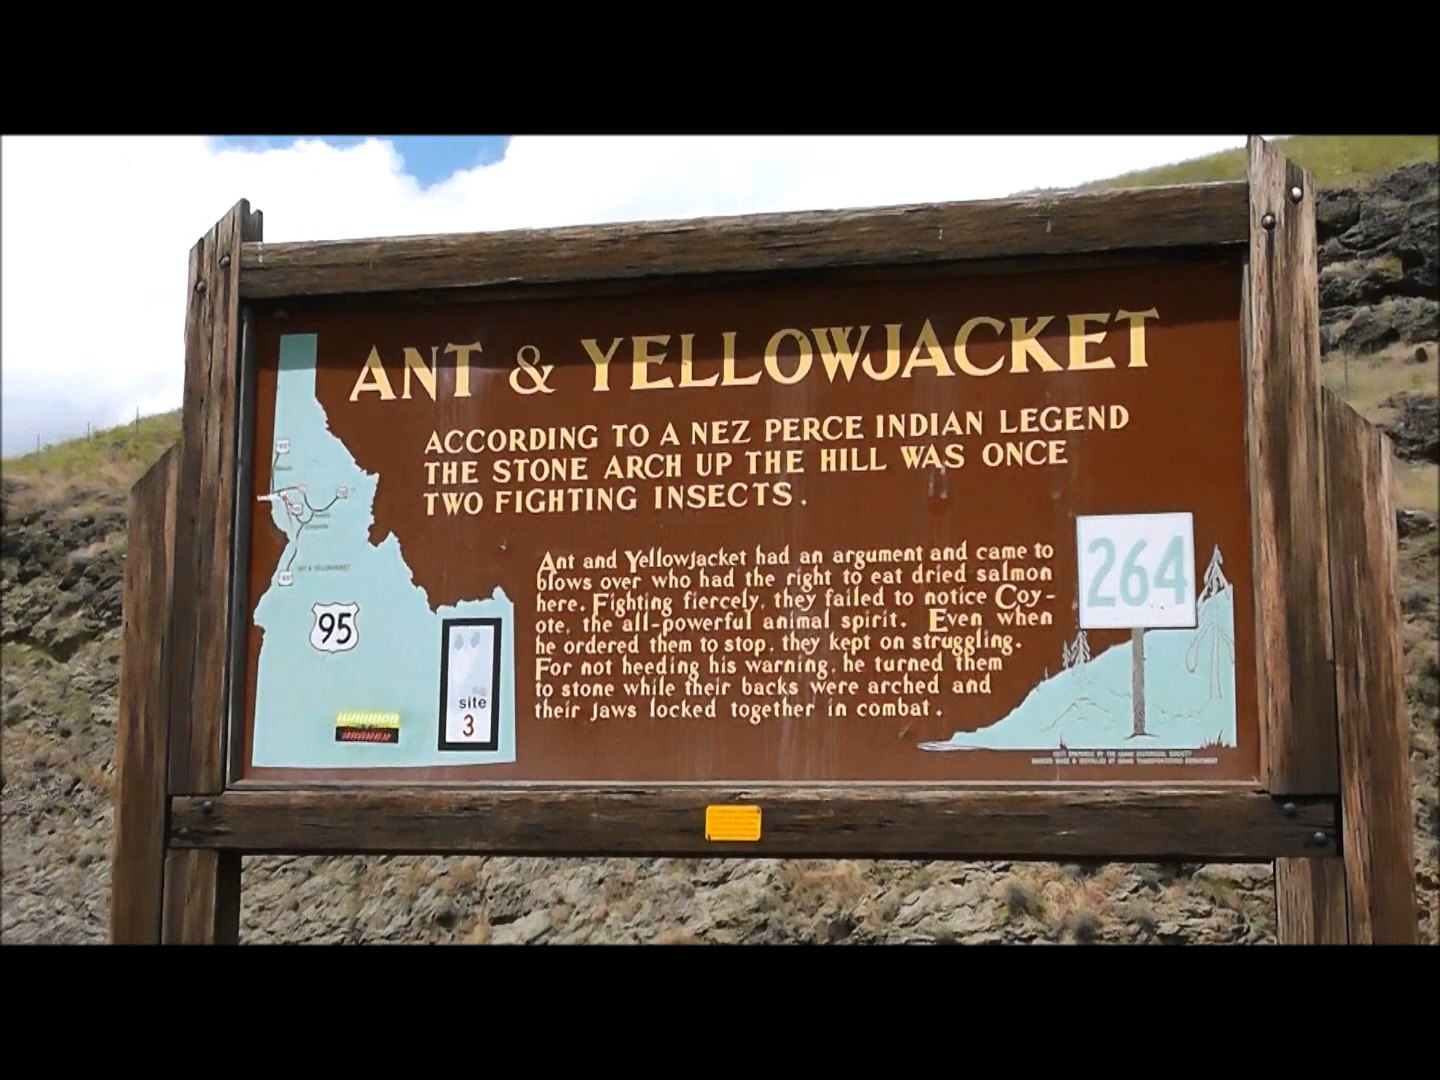 ANT & YELLOWJACKET
ACCORDING TO A NEZ PERCE INDIAN LEGEND
THE STONE ARCH UP THE HILL WAS ONCE
TWO FIGHTING INSECTS.
Ant and Yellowjacket had an argument and came to
blows over who had the right to eat dried salmon
here. Fighting fiercely, they failed to notice Coy-
ote, the all-powerful animal spirit. Even when
he ordered them to stop, they kept on struggling.
For not heeding his warning, he turned them
to stone while their backs were arched and
their jaws locked together in combat.
264
95
site
3
ANT & YELLOWJACKET